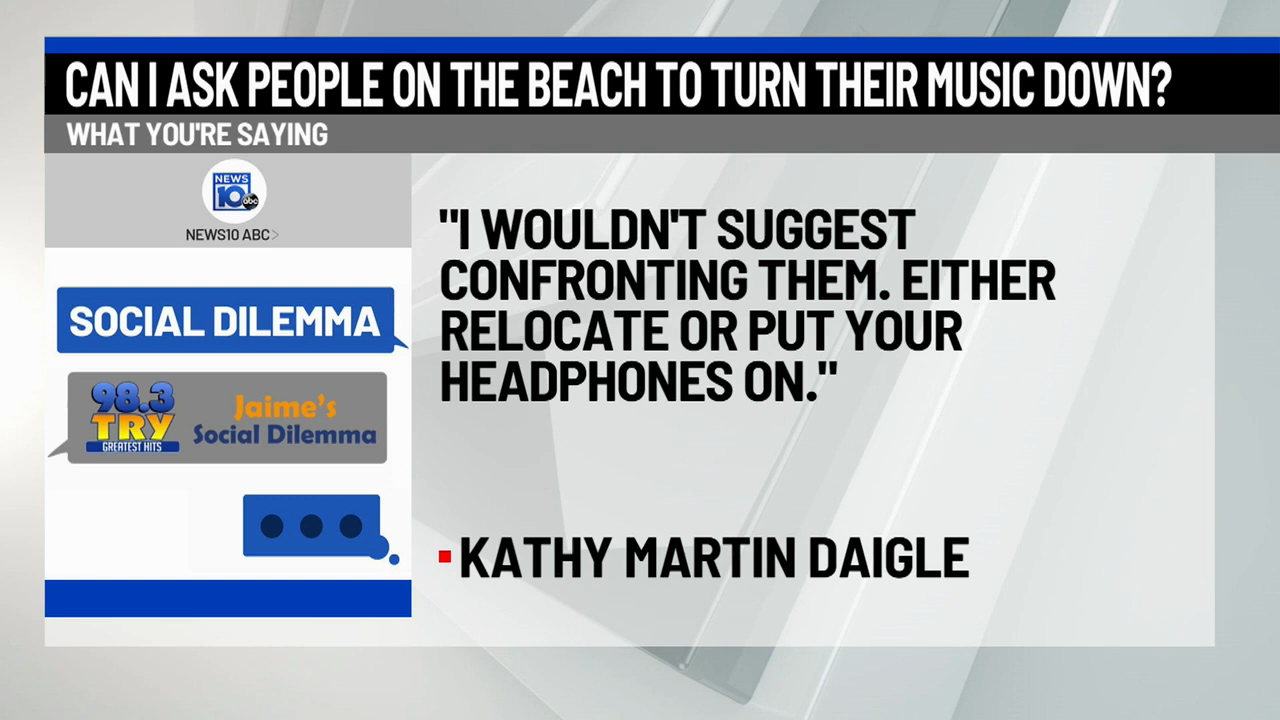 CAN I ASK PEOPLE ON THE BEACH TO TURN THEIR MUSIC DOWN?
WHAT YOU'RE SAYING
NEWS
10
abc
NEWS10 ABC>
SOCIAL DILEMMA
98.3
TRY
GREATEST HITS
Jaime's
Social Dilemma
"I WOULDN'T SUGGEST
CONFRONTING THEM. EITHER
RELOCATE OR PUT YOUR
HEADPHONES ON."
KATHY MARTIN DAIGLE